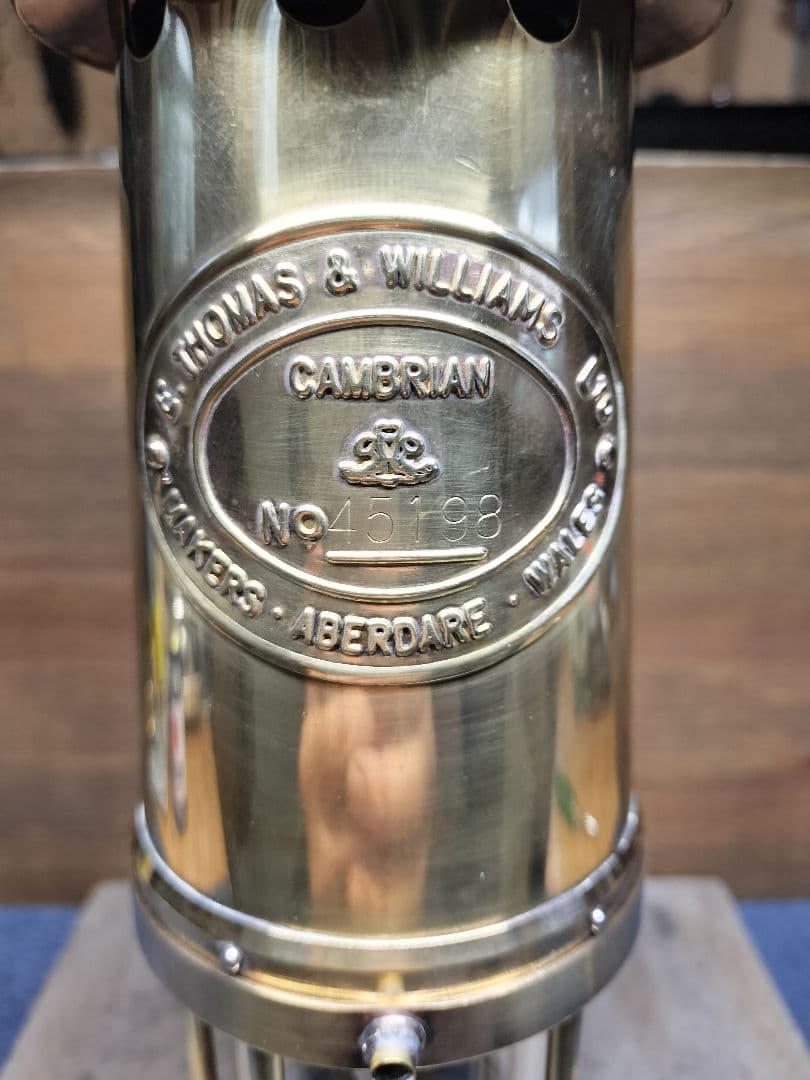 E. THOMAS & WILLIAMS LTD
CAMBRIAN
No 45198
MAKERS · ABERDARE · WALES